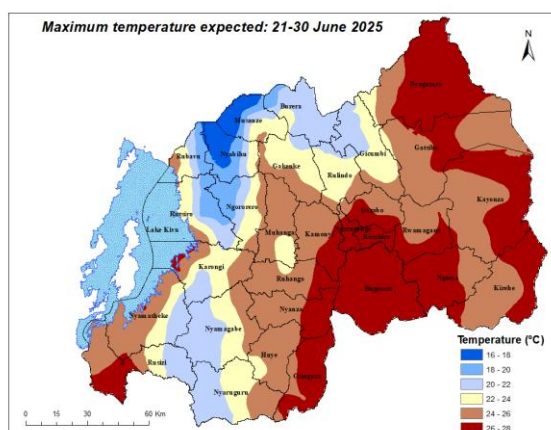 Maximum temperature expected: 21-30 June 2025
N
Nyagatare
Burera
Musanze
Gicumbi
Gatsibo
Rubavu
Nyabihu
Gakenke
Rulindo
Kayonza
Ngororero
Rutsiro
Gasabo
Lake Kivu
Muhanga
Kamonyi
Rwamagana
Karongi
Ruhango
Bugesera
Ngoma
Kirehe
Nyamasheke
Nyanza
Nyamagabe
Huye
Rusizi
Gisagara
Nyaruguru
Temperature (°C)
16 - 18
18 - 20
20 - 22
22 - 24
24 - 26
26 - 28
0 15 30 60 Km